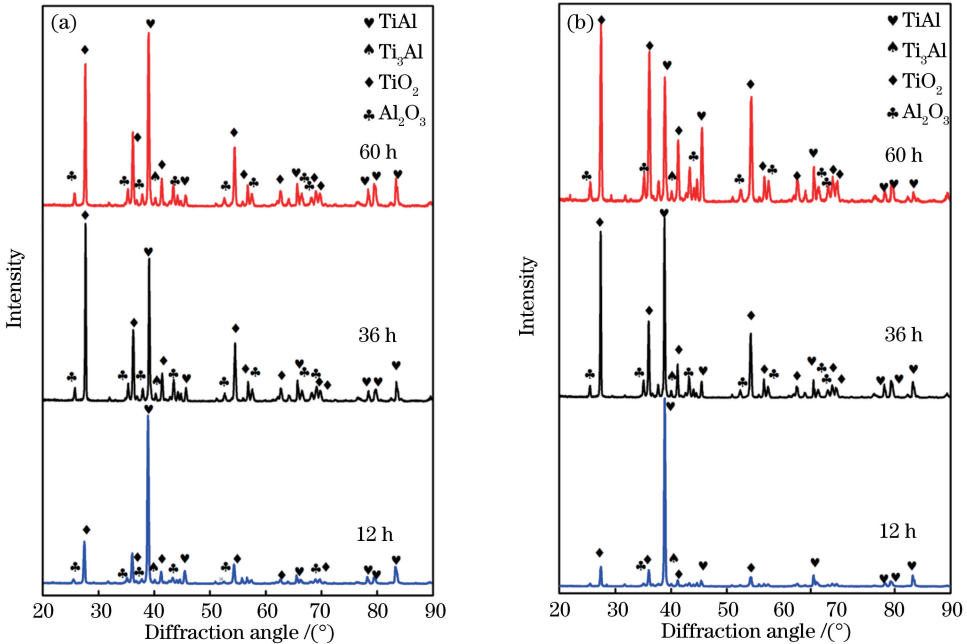 (a)
♥ TiAl
♠ Ti₃Al
♦ TiO₂
♣ Al₂O₃
60 h
36 h
12 h
Intensity
20 30 40 50 60 70 80 90
Diffraction angle /(°)
(b)
♥ TiAl
♠ Ti₃Al
♦ TiO₂
♣ Al₂O₃
60 h
36 h
12 h
Intensity
20 30 40 50 60 70 80 90
Diffraction angle /(°)